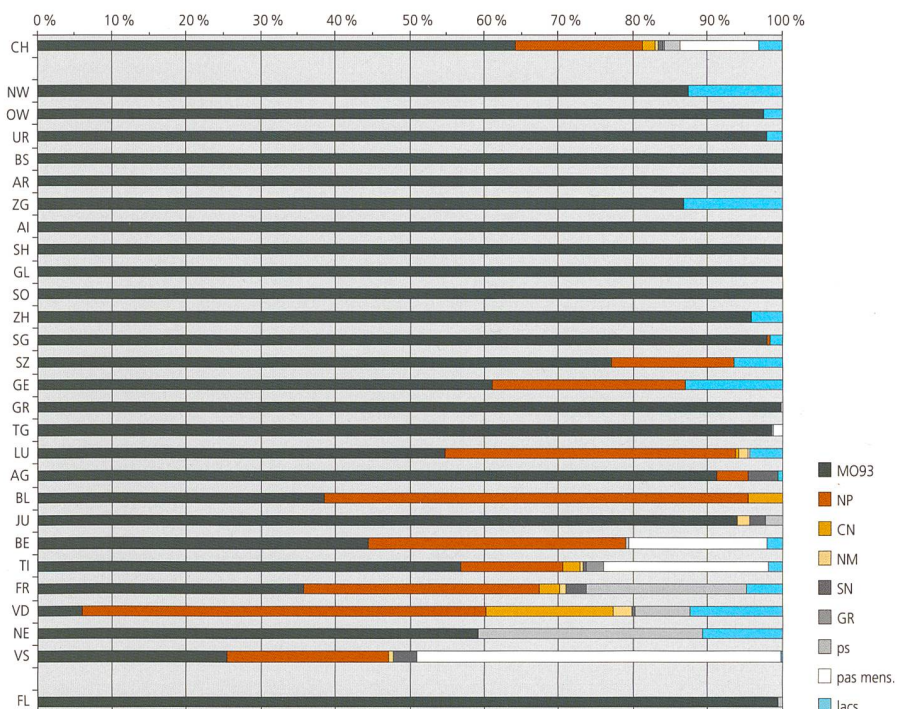 0 % 10 % 20 % 30 % 40 % 50 % 60 % 70 % 80 % 90 % 100 %
CH
NW
OW
UR
BS
AR
ZG
AI
SH
GL
SO
ZH
SG
SZ
GE
GR
TG
LU
AG
BL
JU
BE
TI
FR
VD
NE
VS
FL
MO93
NP
CN
NM
SN
GR
ps
pas mens.
lacs